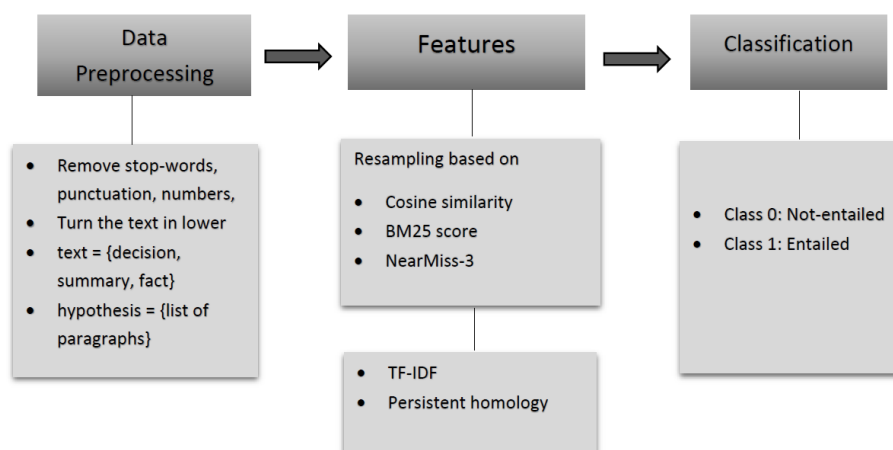 Data
Preprocessing
Remove stop-words,
punctuation, numbers,
Turn the text in lower
text = {decision,
summary, fact}
hypothesis = {list of
paragraphs}
Features
Resampling based on
Cosine similarity
BM25 score
NearMiss-3
TF-IDF
Persistent homology
Classification
Class 0: Not-entailed
Class 1: Entailed